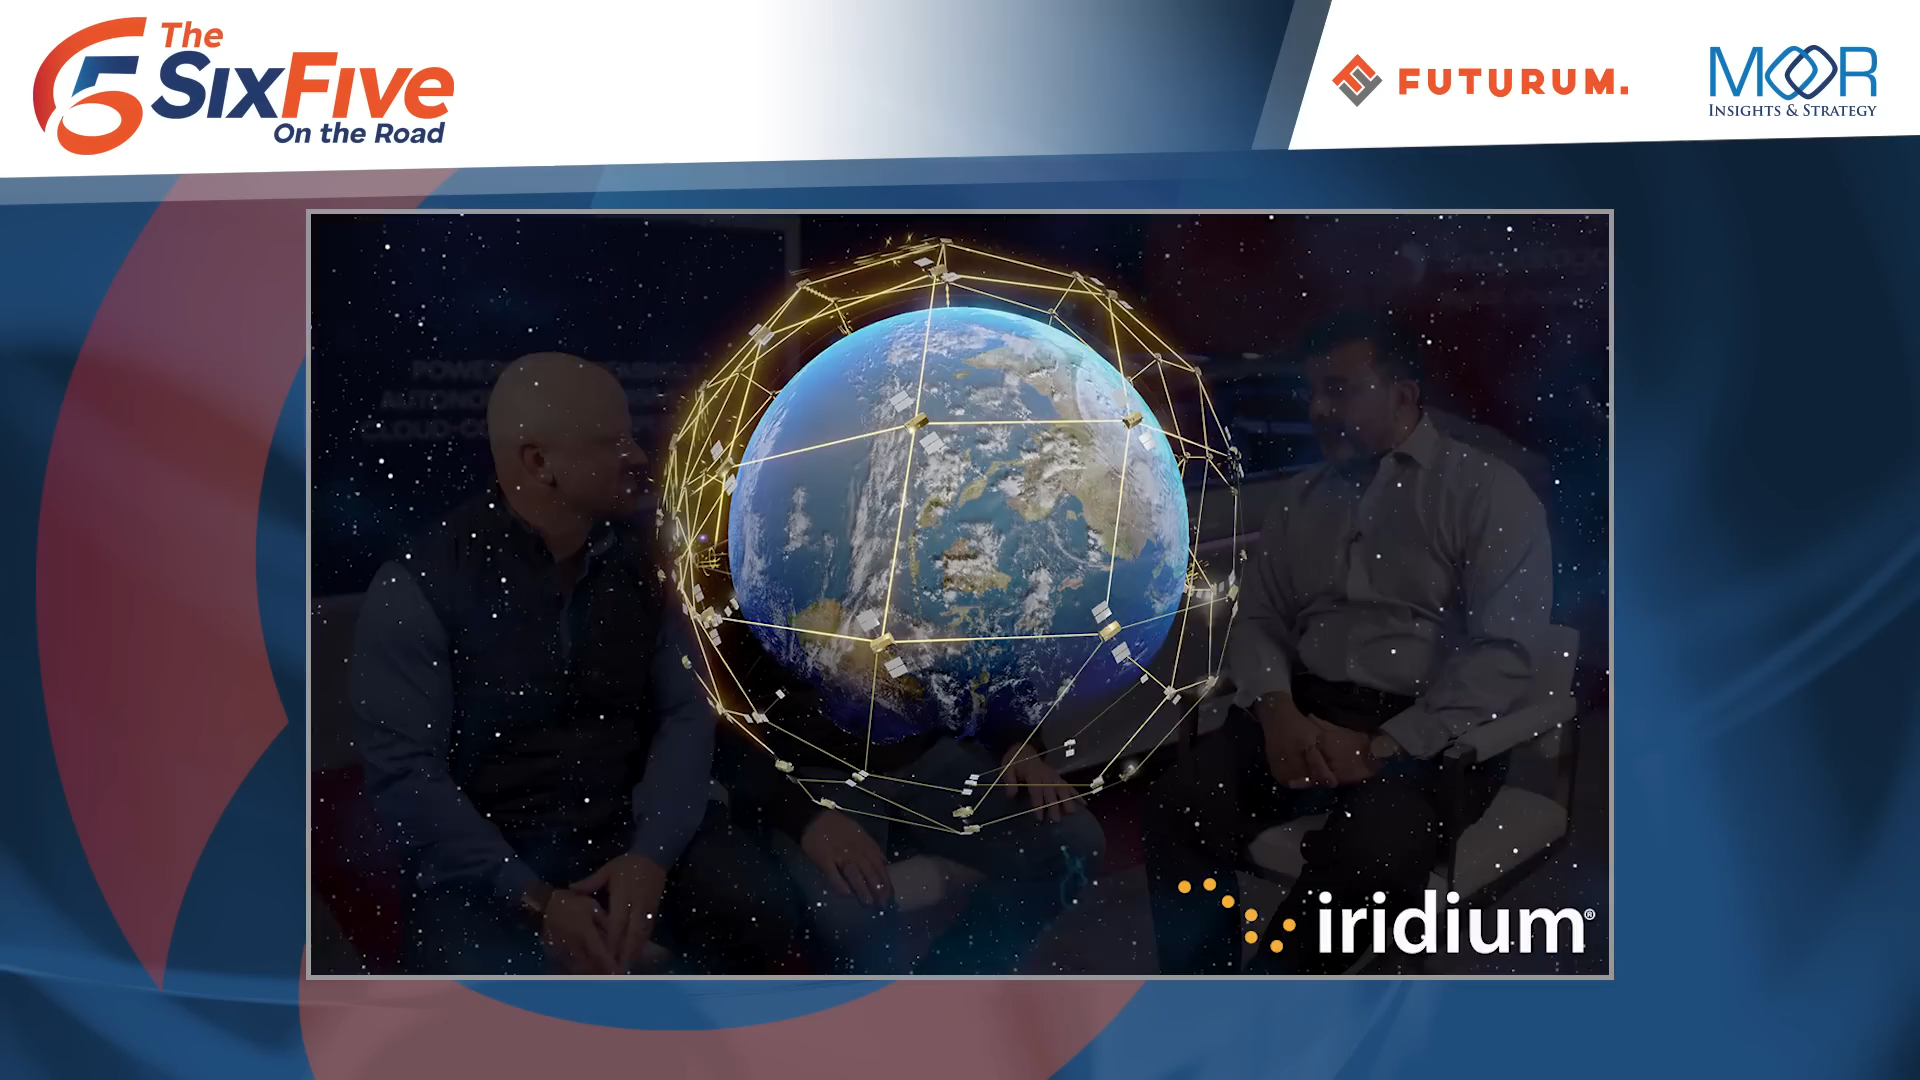 The
SixFive
On the Road
FUTURUM.
MOOR
INSIGHTS & STRATEGY
iridium®